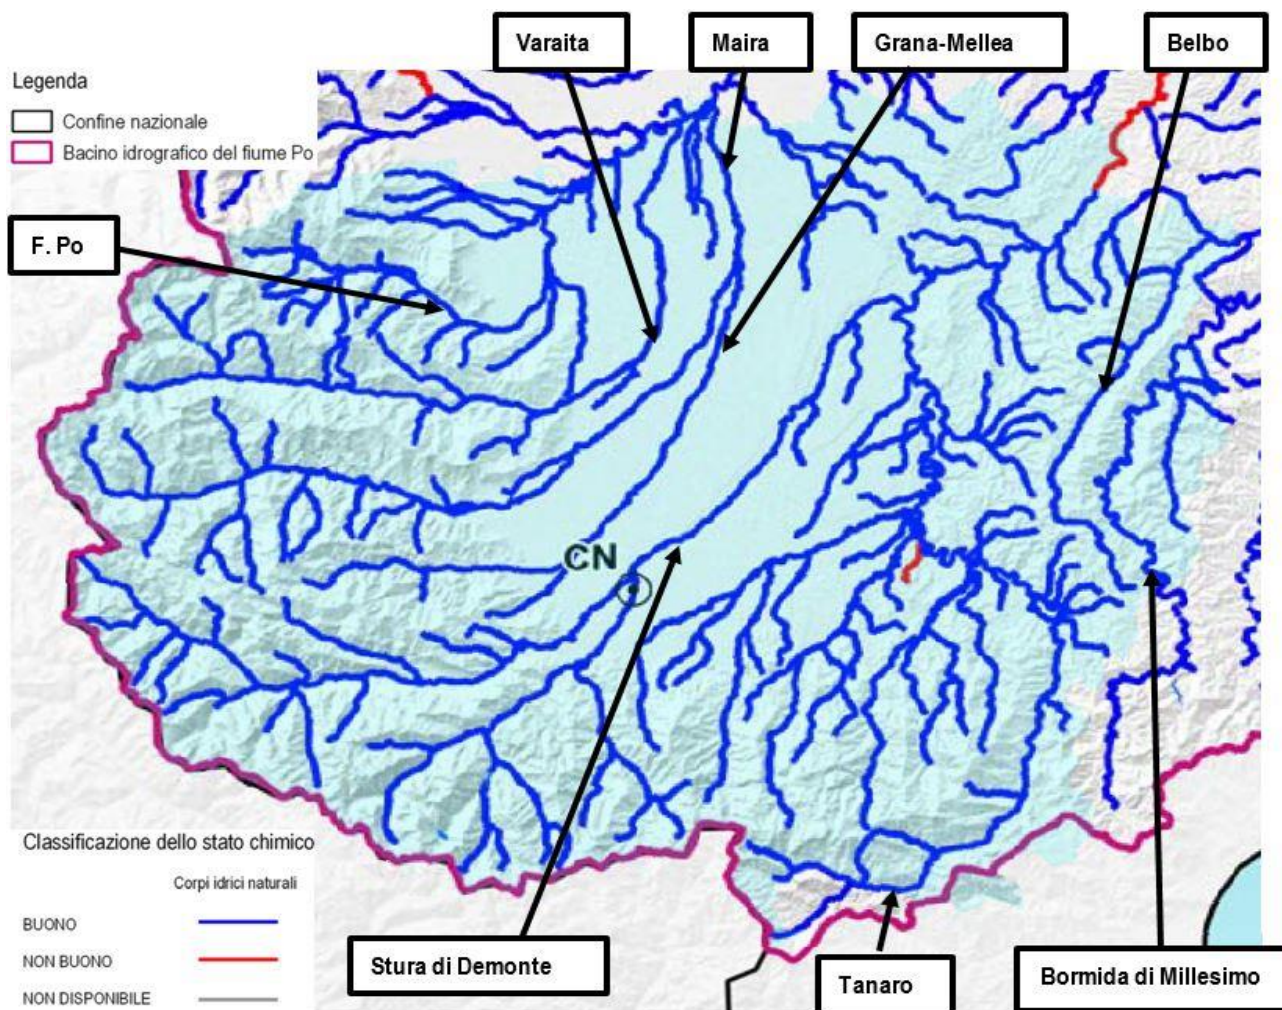 Varaita
Maira
Grana-Mellea
Belbo
Legenda
Confine nazionale
Bacino idrografico del fiume Po
F. Po
CN
Classificazione dello stato chimico
Corpi idrici naturali
BUONO
NON BUONO
NON DISPONIBILE
Stura di Demonte
Tanaro
Bormida di Millesimo